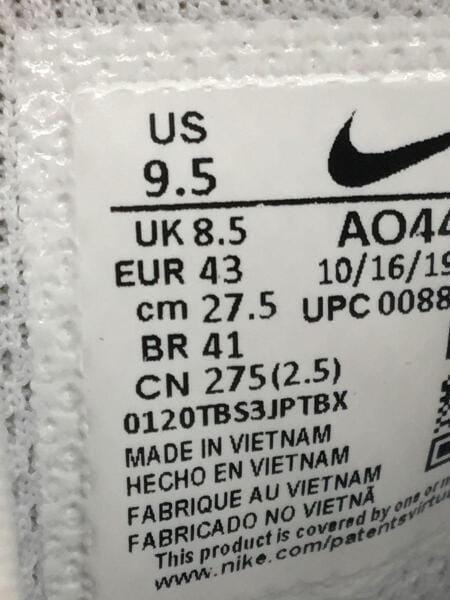 US
9.5
UK 8.5
EUR 43
cm 27.5
BR 41
CN 275(2.5)
AO44
10/16/19
UPC 0088
0120TBS3JPTBX
MADE IN VIETNAM
HECHO EN VIETNAM
FABRIQUE AU VIETNAM
FABRICADO NO VIETNÃ
This product is covered by one or
www.nike.com/patents